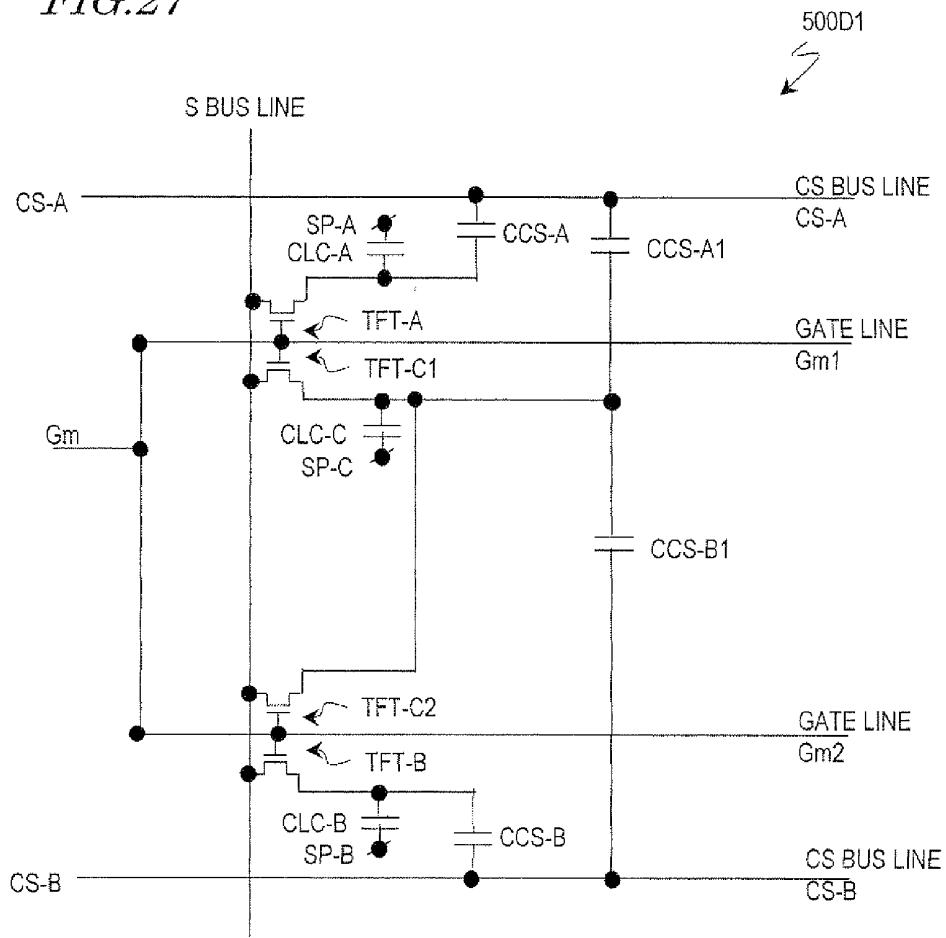 FIG.27
500D1
S BUS LINE
CS-A
CS BUS LINE
CS-A
SP-A
CLC-A
CCS-A
CCS-A1
TFT-A
GATE LINE
Gm1
TFT-C1
Gm
CLC-C
SP-C
CCS-B1
TFT-C2
GATE LINE
Gm2
TFT-B
CLC-B
SP-B
CCS-B
CS-B
CS BUS LINE
CS-B